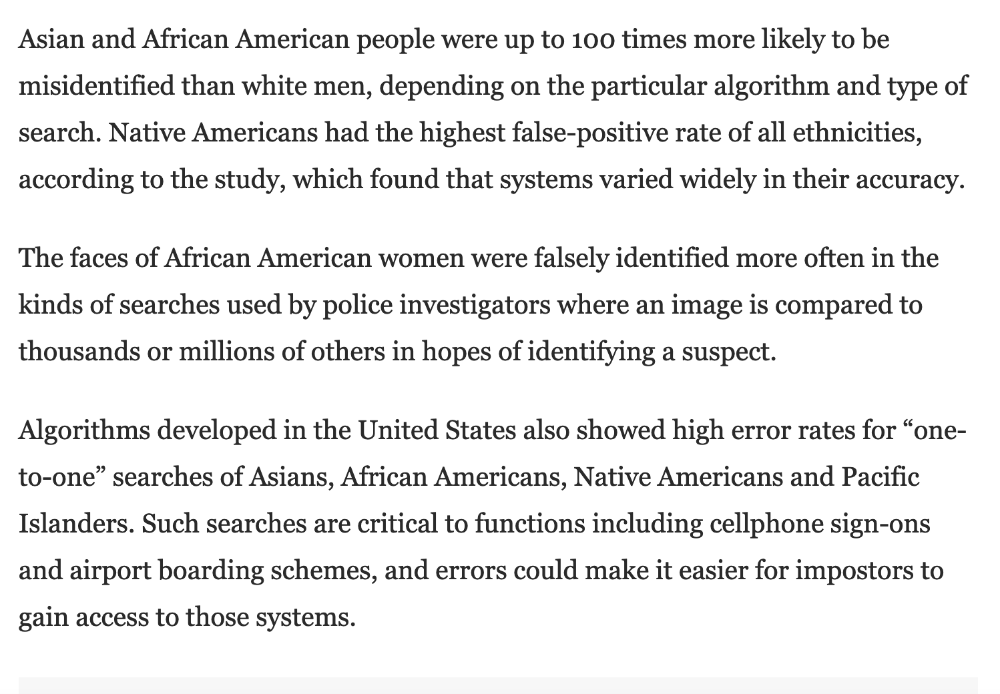 Asian and African American people were up to 100 times more likely to be
misidentified than white men, depending on the particular algorithm and type of
search. Native Americans had the highest false-positive rate of all ethnicities,
according to the study, which found that systems varied widely in their accuracy.
The faces of African American women were falsely identified more often in the
kinds of searches used by police investigators where an image is compared to
thousands or millions of others in hopes of identifying a suspect.
Algorithms developed in the United States also showed high error rates for “one-
to-one” searches of Asians, African Americans, Native Americans and Pacific
Islanders. Such searches are critical to functions including cellphone sign-ons
and airport boarding schemes, and errors could make it easier for impostors to
gain access to those systems.